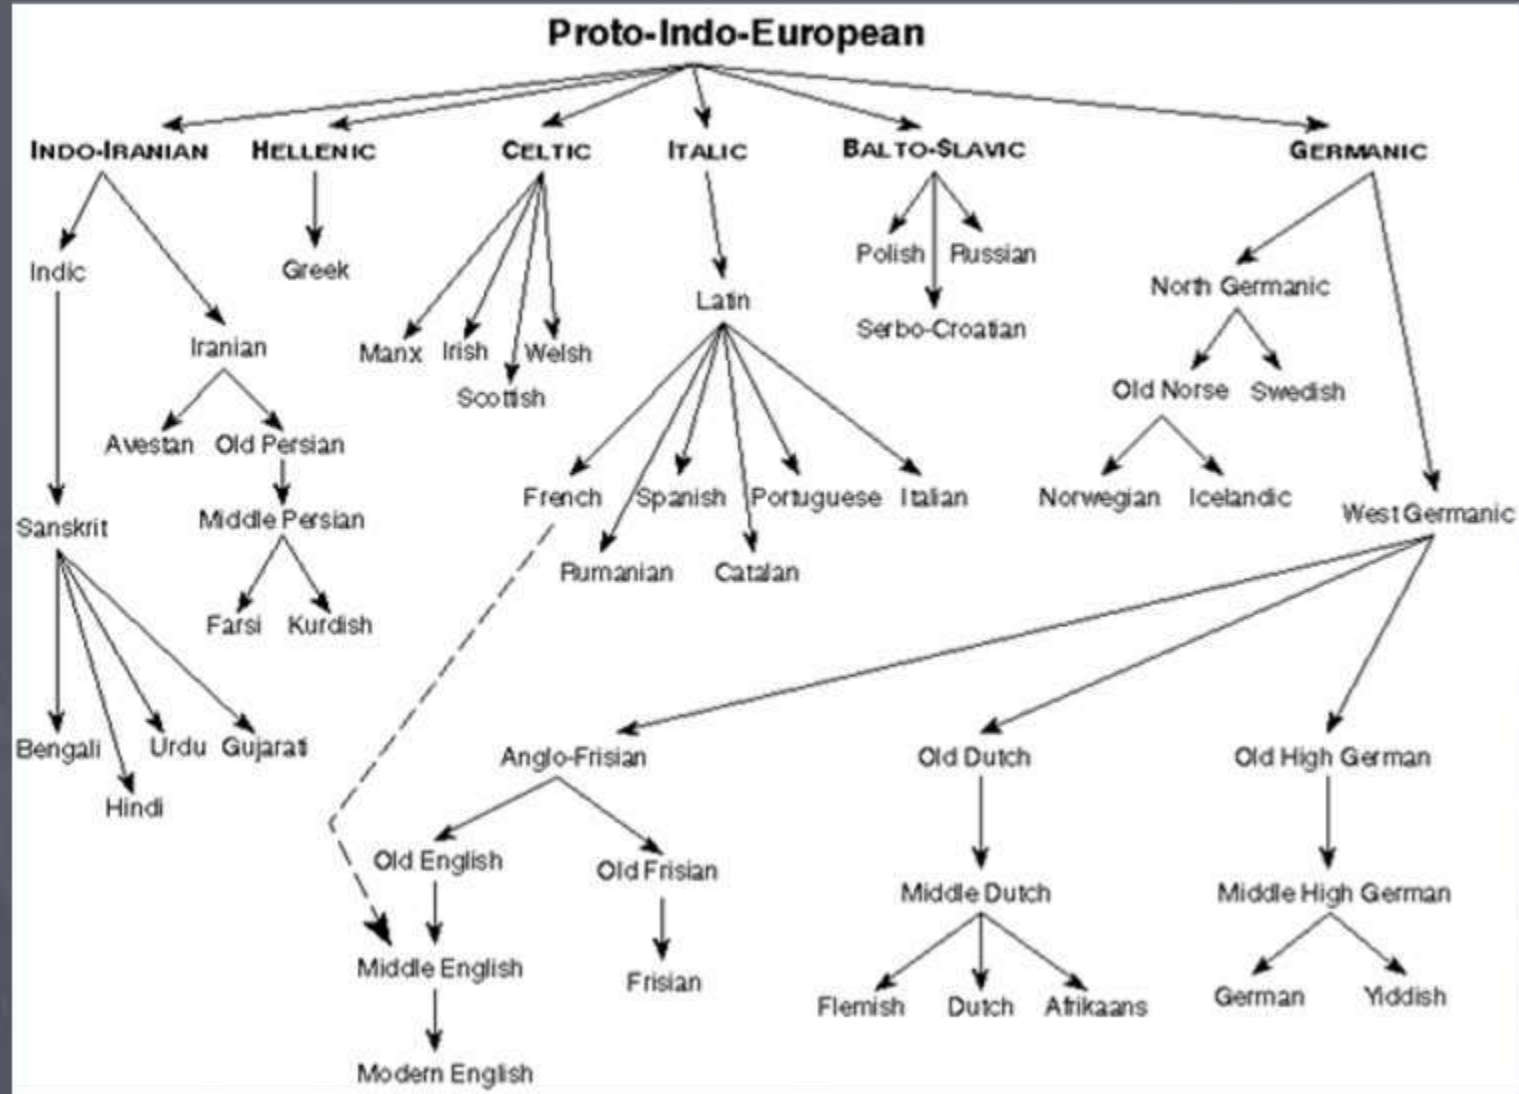 Proto-Indo-European
INDO-IRANIAN HELLENIC CELTIC ITALIC BALTO-SLAVIC GERMANIC
Polish Russian
Indic Greek
North Germanic
Latin
Serbo-Croatian
Iranian Manx Irish Welsh
Scottish Old Norse Swedish
Avestan Old Persian
French Spanish Portuguese Italian Norwegian Icelandic
Sanskrit Middle Persian West Germanic
Rumanian Catalan
Farsi Kurdish
Bengali Urdu Gujarati Anglo-Frisian Old Dutch Old High German
Hindi
Old English Old Frisian
Middle Dutch Middle High German
Middle English Frisian
Flemish Dutch Afrikaans German Yiddish
Modern English